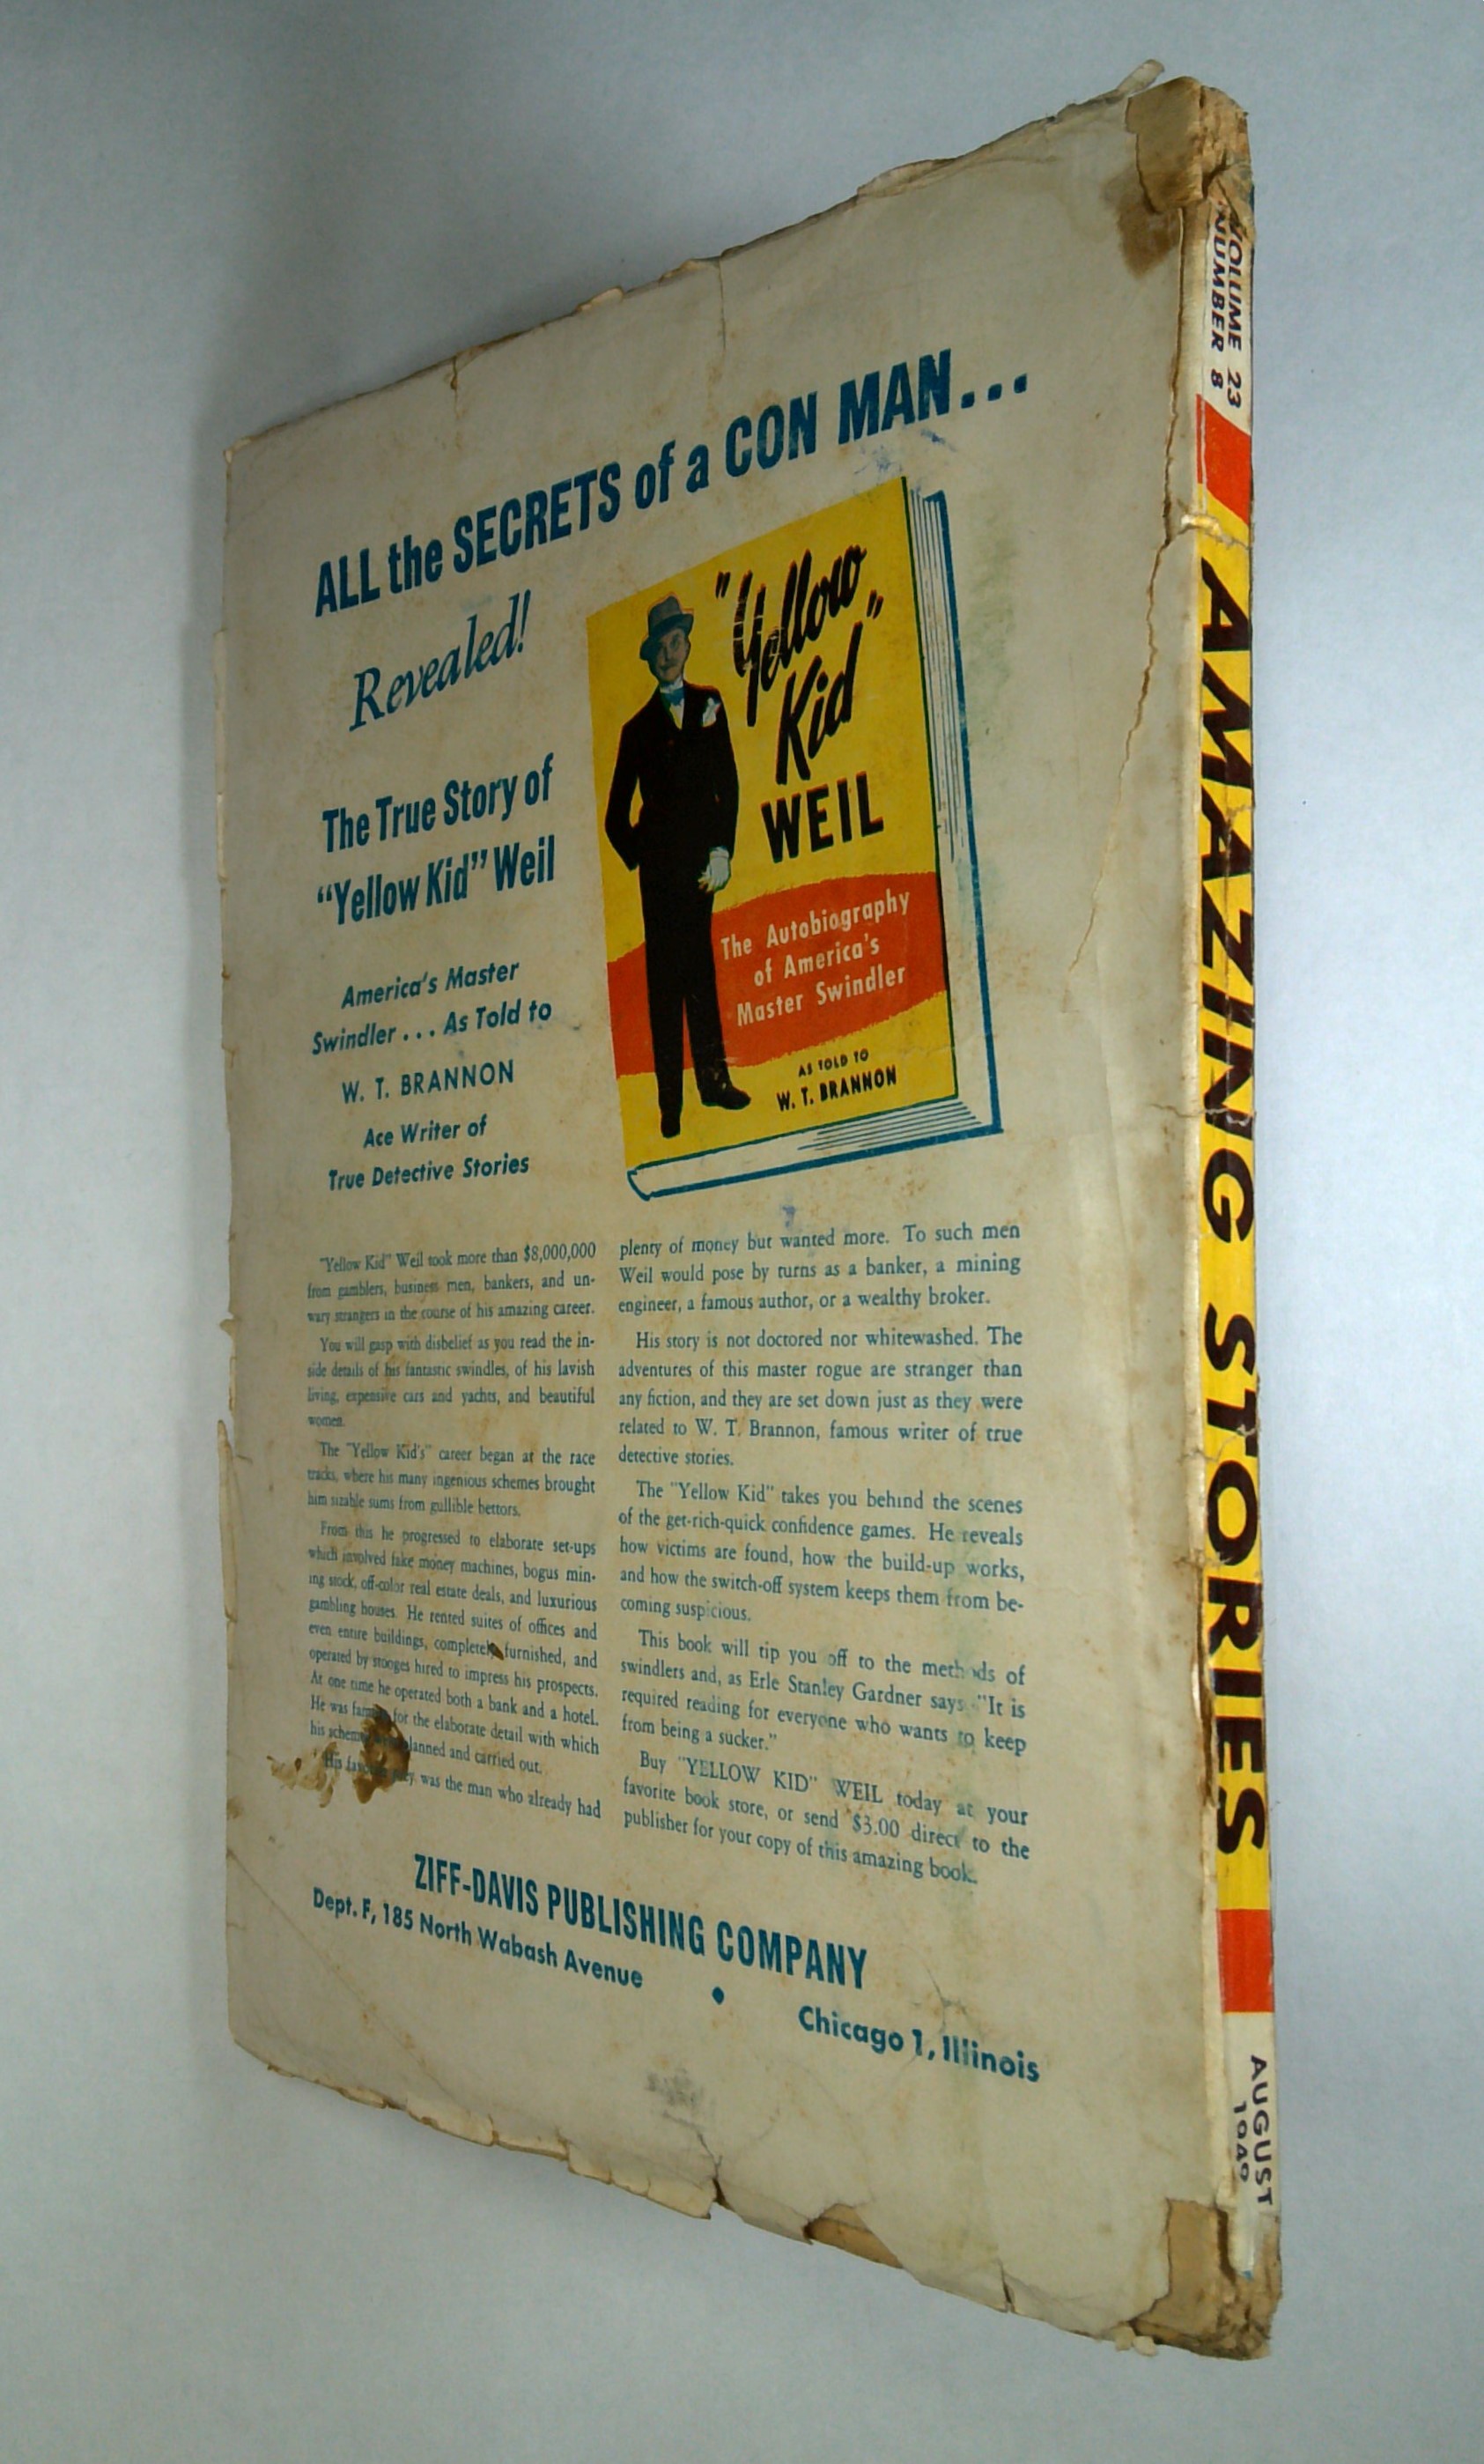 ALL the SECRETS of a CON MAN...
Revealed!
The True Story of
"Yellow Kid" Weil
America's Master
Swindler . . . As Told to
W. T. BRANNON
Ace Writer of
True Detective Stories
"Yellow
Kid"
WEIL
The Autobiography
of America's
Master Swindler
AS TOLD TO
W. T. BRANNON
"Yellow Kid" Weil took more than $8,000,000
from gamblers, business men, bankers, and un-
wary strangers in the course of his amazing career.
You will gasp with disbelief as you read the in-
side details of his fantastic swindles, of his lavish
living, expensive cars and yachts, and beautiful
women.
The "Yellow Kid's" career began at the race
tracks, where his many ingenious schemes brought
him sizable sums from gullible bettors.
From this he progressed to elaborate set-ups
which involved fake money machines, bogus min-
ing stock, off-color real estate deals, and luxurious
gambling houses. He rented suites of offices and
even entire buildings, completely furnished, and
operated by stooges hired to impress his prospects.
At one time he operated both a bank and a hotel.
He was for the elaborate detail with which
his planned and carried out.
His was the man who already had
plenty of money but wanted more. To such men
Weil would pose by turns as a banker, a mining
engineer, a famous author, or a wealthy broker.
His story is not doctored nor whitewashed. The
adventures of this master rogue are stranger than
any fiction, and they are set down just as they were
related to W. T. Brannon, famous writer of true
detective stories.
The "Yellow Kid" takes you behind the scenes
of the get-rich-quick confidence games. He reveals
how victims are found, how the build-up works,
and how the switch-off system keeps them from be-
coming suspicious.
This book will tip you off to the methods of
swindlers and, as Erle Stanley Gardner says "It is
required reading for everyone who wants to keep
from being a sucker."
Buy "YELLOW KID" WEIL today at your
favorite book store, or send $3.00 direct to the
publisher for your copy of this amazing book.
ZIFF-DAVIS PUBLISHING COMPANY
Dept. F, 185 North Wabash Avenue • Chicago 1, Illinois
VOLUME 23
NUMBER 8
AMAZING STORIES
AUGUST
1949